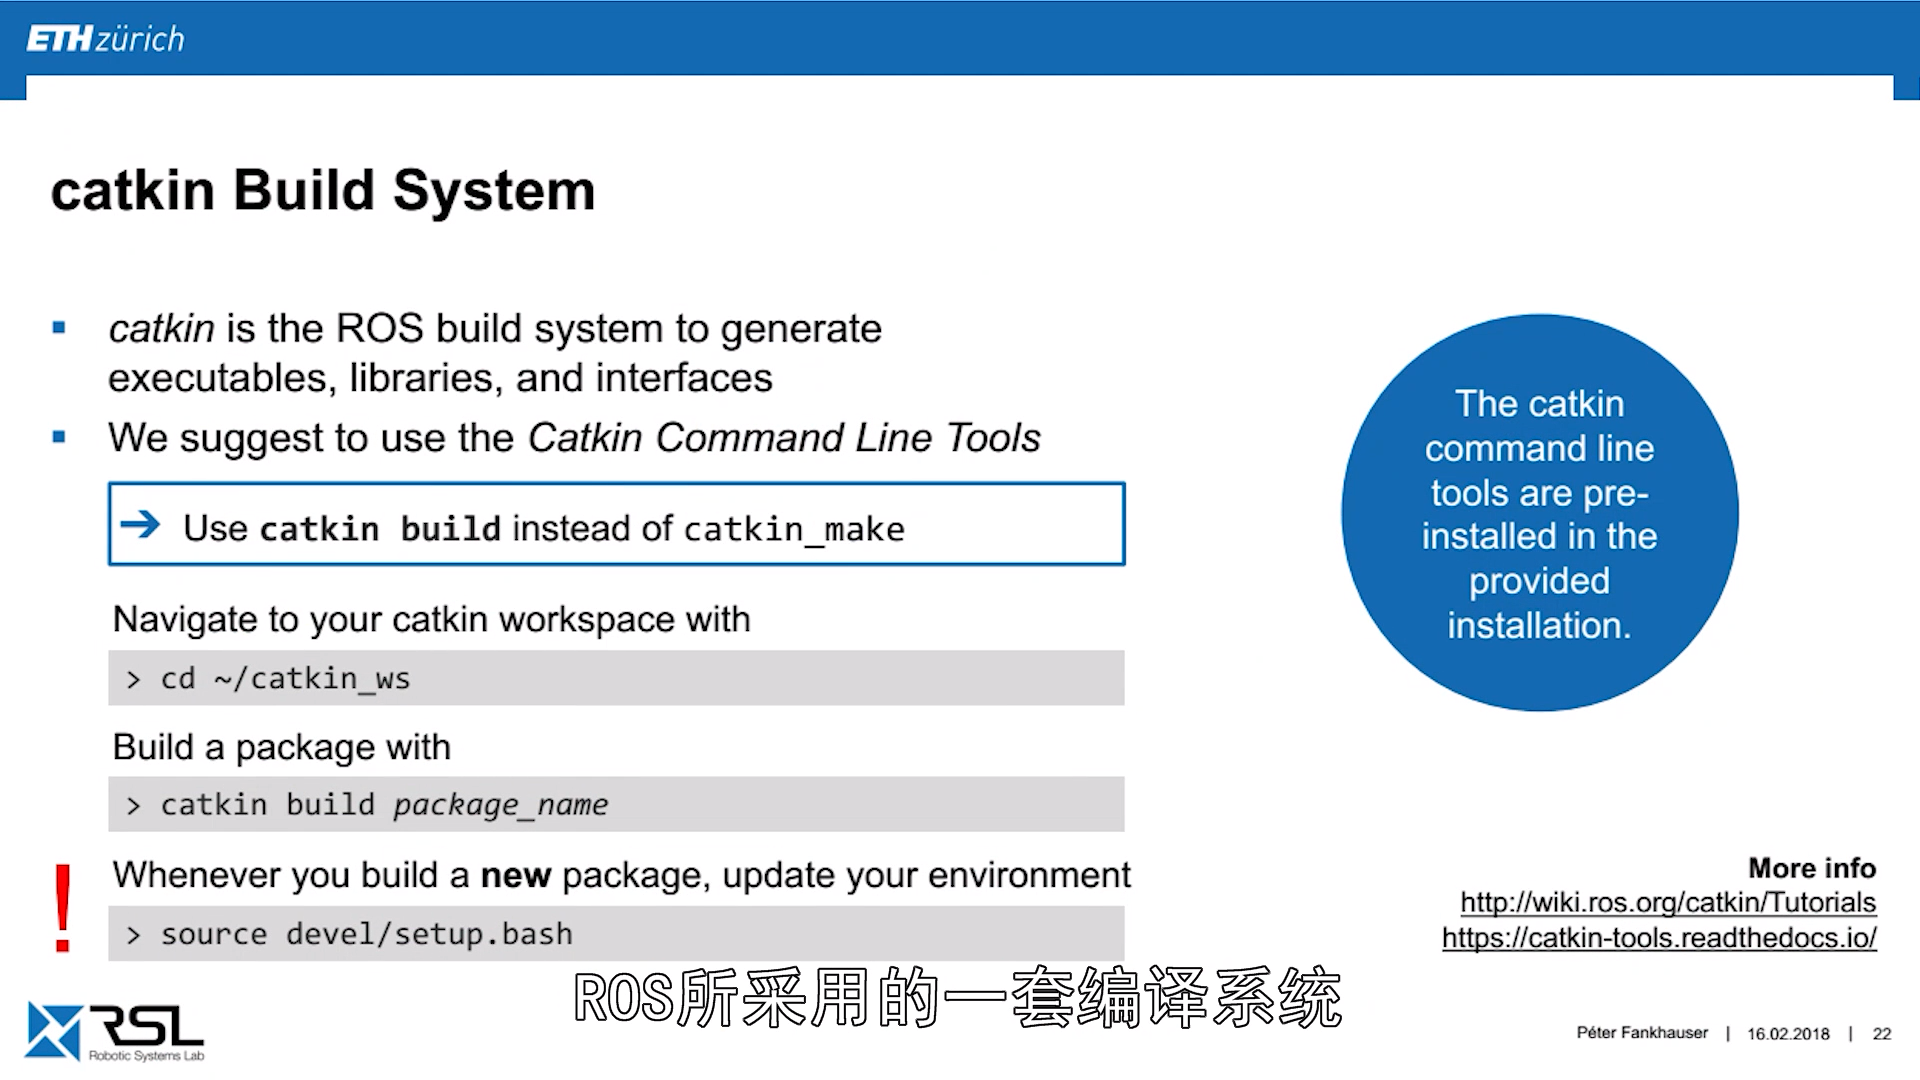 ETH zürich
catkin Build System
▪ catkin is the ROS build system to generate
executables, libraries, and interfaces
▪ We suggest to use the Catkin Command Line Tools
➔ Use catkin build instead of catkin_make
Navigate to your catkin workspace with
> cd ~/catkin_ws
Build a package with
> catkin build package_name
! Whenever you build a new package, update your environment
> source devel/setup.bash
The catkin
command line
tools are pre-
installed in the
provided
installation.
More info
http://wiki.ros.org/catkin/Tutorials
https://catkin-tools.readthedocs.io/
ROS所采用的一套编译系统
RSL
Robotic Systems Lab
Péter Fankhauser | 16.02.2018 | 22